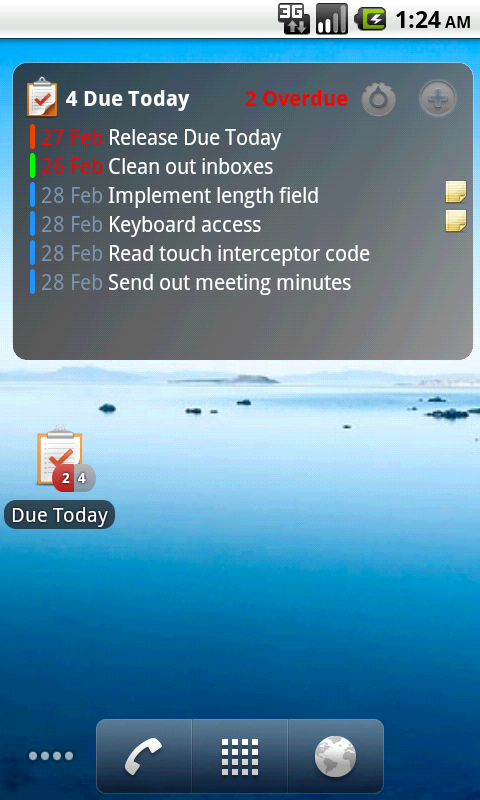 3G 1:24 AM
4 Due Today 2 Overdue
27 Feb Release Due Today
26 Feb Clean out inboxes
28 Feb Implement length field
28 Feb Keyboard access
28 Feb Read touch interceptor code
28 Feb Send out meeting minutes
2 4
Due Today